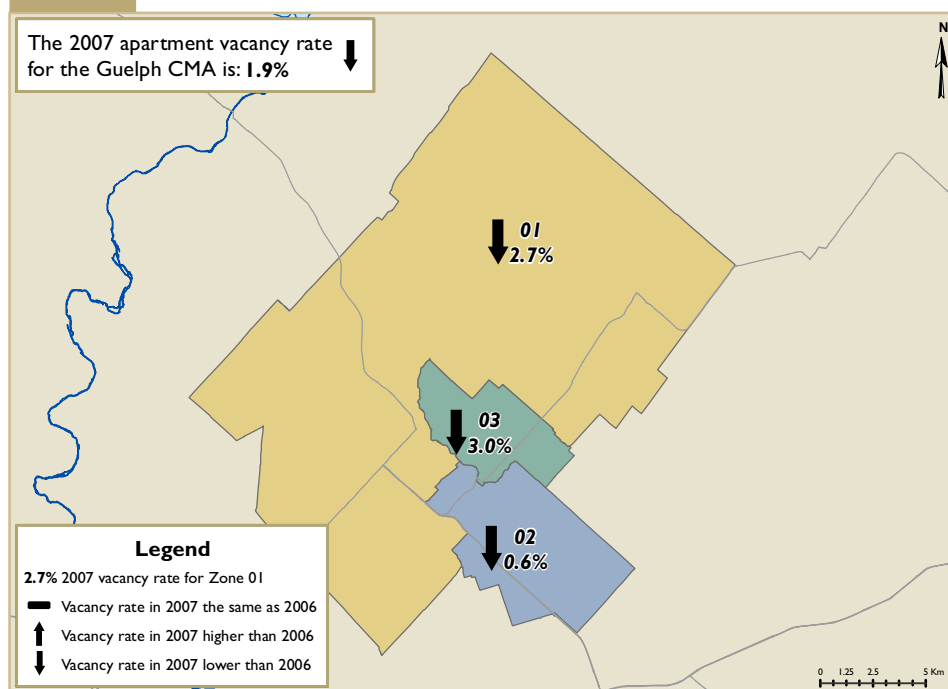 The 2007 apartment vacancy rate
for the Guelph CMA is: 1.9%
N
01
2.7%
03
3.0%
02
0.6%
Legend
2.7% 2007 vacancy rate for Zone 01
Vacancy rate in 2007 the same as 2006
Vacancy rate in 2007 higher than 2006
Vacancy rate in 2007 lower than 2006
0 1.25 2.5 5 Km